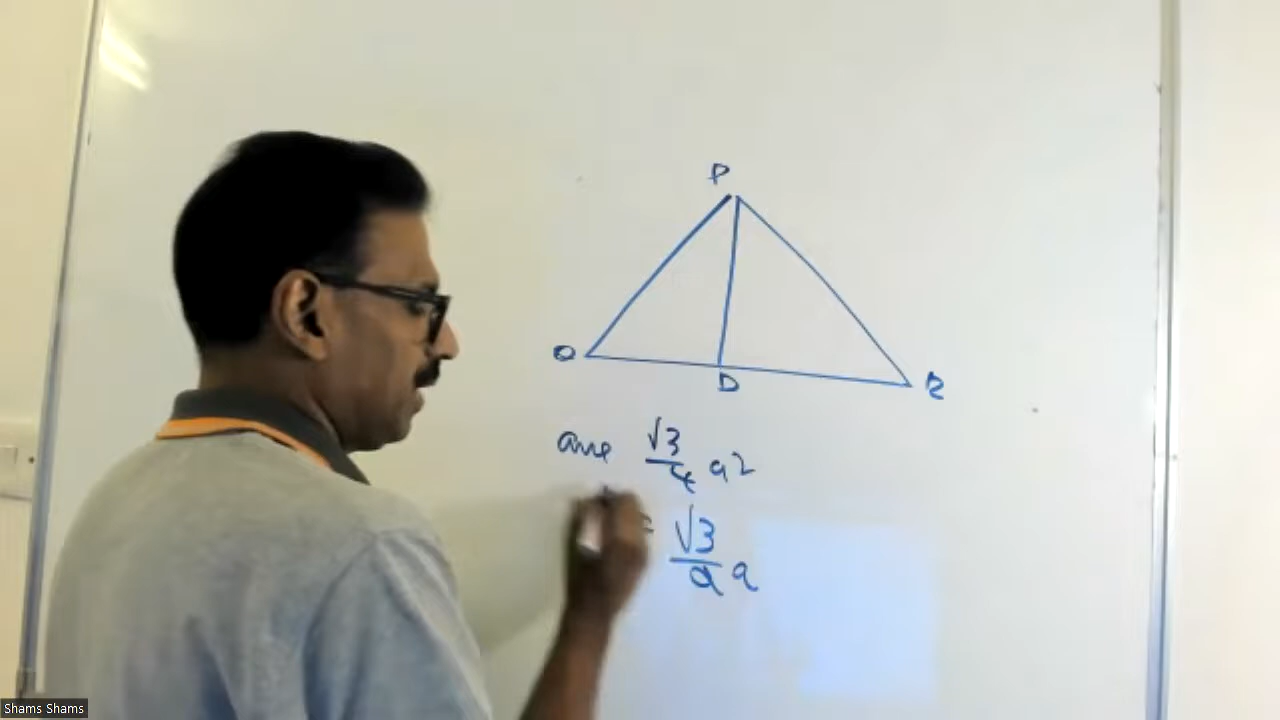 P
Q
D
R
area √3/4 a2
= √3/2 a
Shams Shams